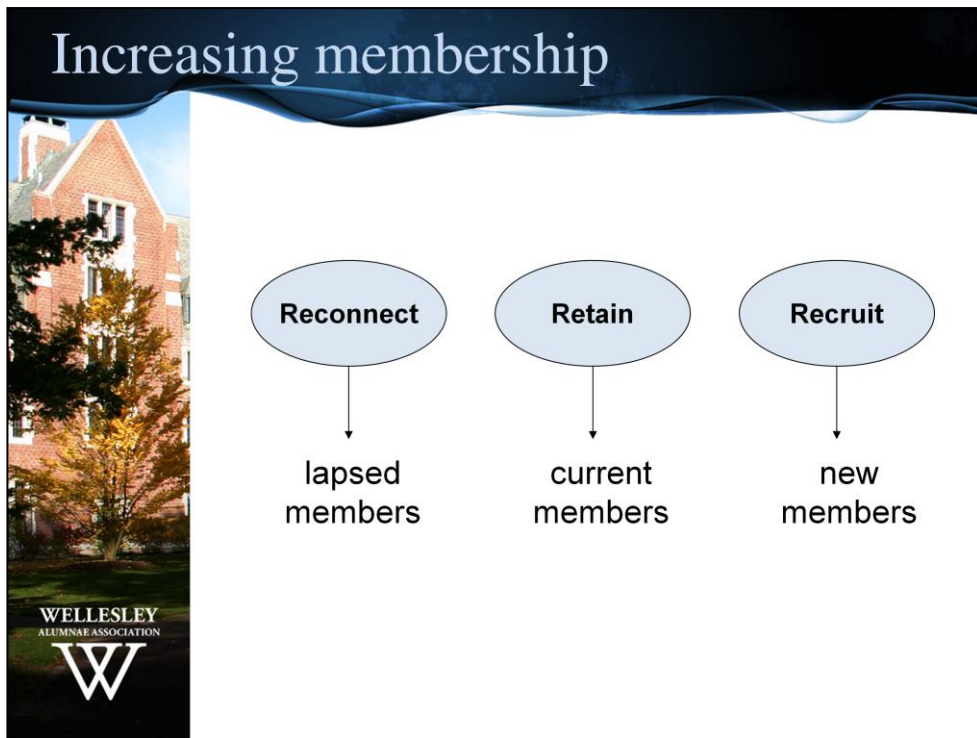 Increasing membership
Reconnect
Retain
Recruit
lapsed
members
current
members
new
members
WELLESLEY
ALUMNAE ASSOCIATION
W